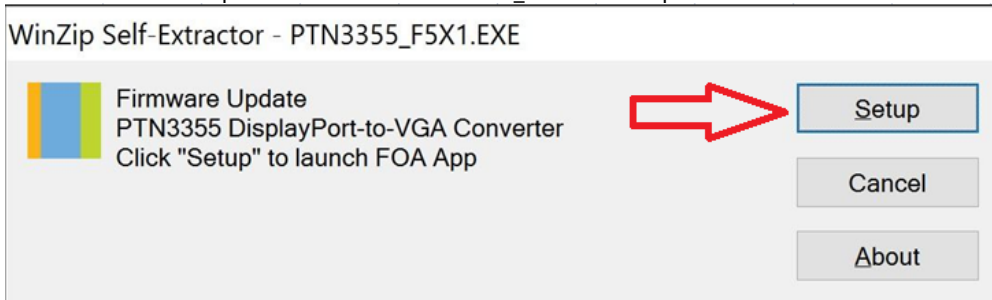 WinZip Self-Extractor - PTN3355_F5X1.EXE
Firmware Update
PTN3355 DisplayPort-to-VGA Converter
Click "Setup" to launch FOA App
Setup
Cancel
About